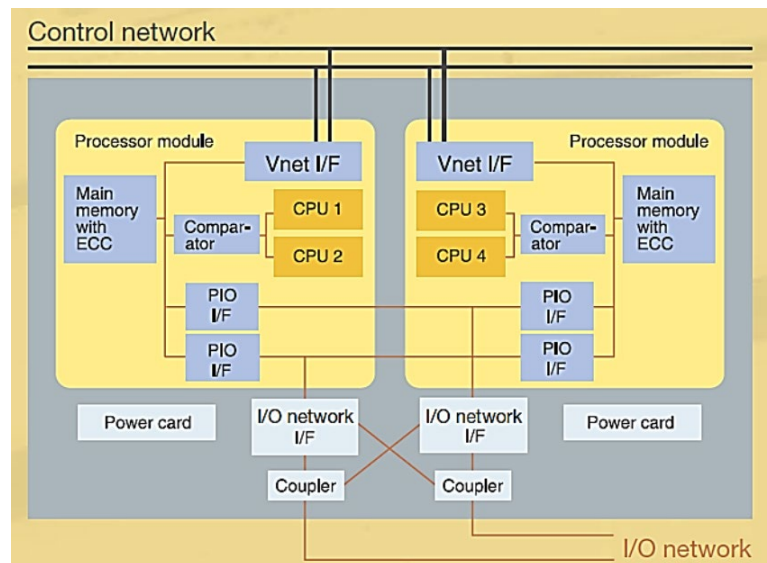 Control network
Processor module
Processor module
Vnet I/F
Vnet I/F
Main
memory
with
ECC
Compar-
ator
CPU 1
CPU 2
CPU 3
CPU 4
Compar-
ator
Main
memory
with
ECC
PIO
I/F
PIO
I/F
PIO
I/F
PIO
I/F
Power card
I/O network
I/F
I/O network
I/F
Power card
Coupler
Coupler
I/O network